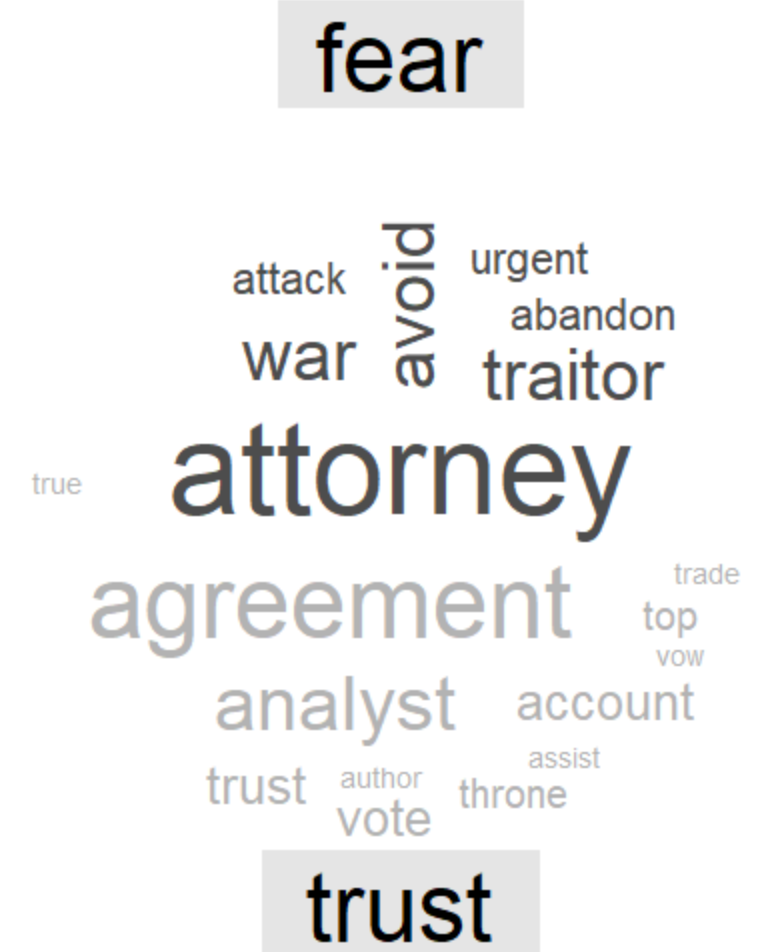 fear
avoid
attack
urgent
abandon
war
traitor
attorney
true
agreement
trade
top
vow
analyst
account
assist
trust
author
throne
vote
trust